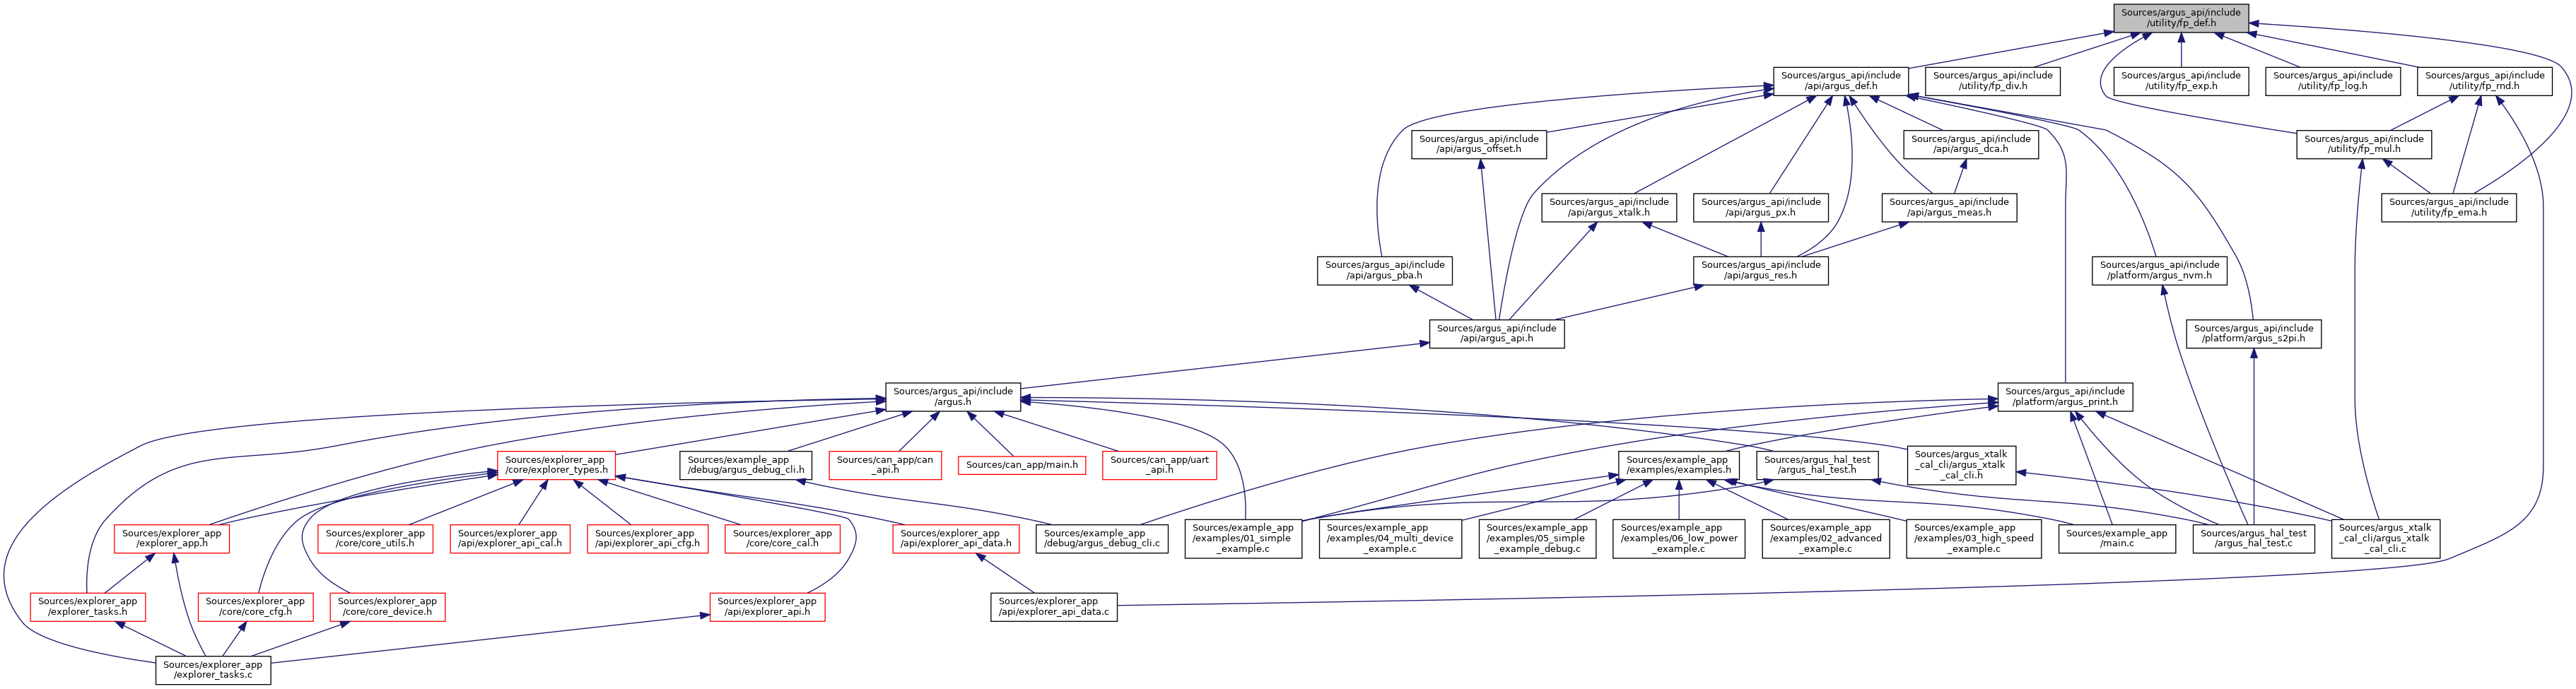 Sources/argus_api/include
/utility/fp_def.h
Sources/argus_api/include
/api/argus_def.h
Sources/argus_api/include
/utility/fp_div.h
Sources/argus_api/include
/utility/fp_exp.h
Sources/argus_api/include
/utility/fp_log.h
Sources/argus_api/include
/utility/fp_rnd.h
Sources/argus_api/include
/api/argus_offset.h
Sources/argus_api/include
/api/argus_dca.h
Sources/argus_api/include
/utility/fp_mul.h
Sources/argus_api/include
/api/argus_xtalk.h
Sources/argus_api/include
/api/argus_px.h
Sources/argus_api/include
/api/argus_meas.h
Sources/argus_api/include
/utility/fp_ema.h
Sources/argus_api/include
/api/argus_pba.h
Sources/argus_api/include
/api/argus_res.h
Sources/argus_api/include
/platform/argus_nvm.h
Sources/argus_api/include
/api/argus_api.h
Sources/argus_api/include
/platform/argus_s2pi.h
Sources/argus_api/include
/argus.h
Sources/argus_api/include
/platform/argus_print.h
Sources/explorer_app
/core/explorer_types.h
Sources/example_app
/debug/argus_debug_cli.h
Sources/can_app/can
_api.h
Sources/can_app/main.h
Sources/can_app/uart
_api.h
Sources/example_app
/examples/examples.h
Sources/argus_hal_test
/argus_hal_test.h
Sources/argus_xtalk
_cal_cli/argus_xtalk
_cal_cli.h
Sources/explorer_app
/explorer_app.h
Sources/explorer_app
/core/core_utils.h
Sources/explorer_app
/api/explorer_api_cal.h
Sources/explorer_app
/api/explorer_api_cfg.h
Sources/explorer_app
/core/core_cal.h
Sources/explorer_app
/api/explorer_api_data.h
Sources/example_app
/debug/argus_debug_cli.c
Sources/example_app
/examples/01_simple
_example.c
Sources/example_app
/examples/04_multi_device
_example.c
Sources/example_app
/examples/05_simple
_example_debug.c
Sources/example_app
/examples/06_low_power
_example.c
Sources/example_app
/examples/02_advanced
_example.c
Sources/example_app
/examples/03_high_speed
_example.c
Sources/example_app
/main.c
Sources/argus_hal_test
/argus_hal_test.c
Sources/argus_xtalk
_cal_cli/argus_xtalk
_cal_cli.c
Sources/explorer_app
/explorer_tasks.h
Sources/explorer_app
/core/core_cfg.h
Sources/explorer_app
/core/core_device.h
Sources/explorer_app
/api/explorer_api.h
Sources/explorer_app
/api/explorer_api_data.c
Sources/explorer_app
/explorer_tasks.c